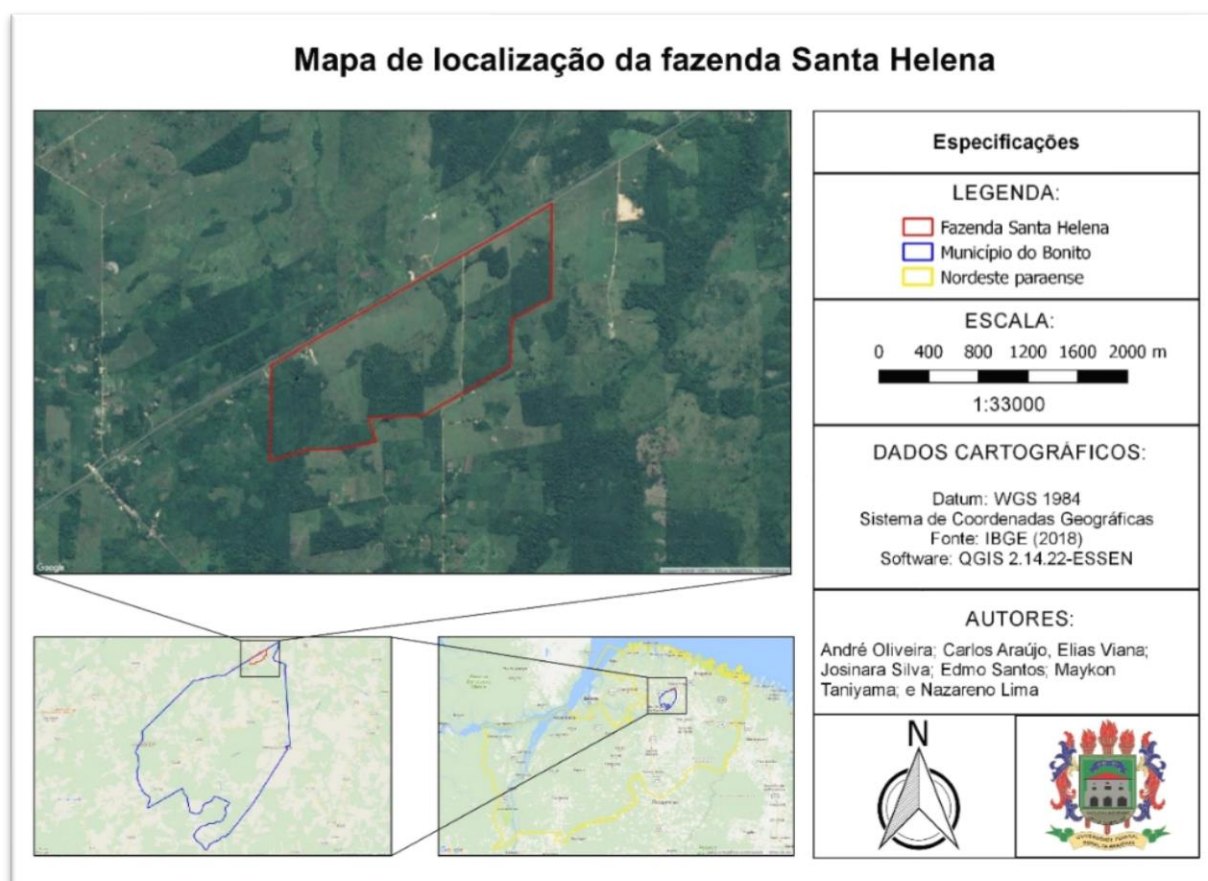 Mapa de localização da fazenda Santa Helena
Google
Especificações
LEGENDA:
Fazenda Santa Helena
Município do Bonito
Nordeste paraense
ESCALA:
0 400 800 1200 1600 2000 m
1:33000
DADOS CARTOGRÁFICOS:
Datum: WGS 1984
Sistema de Coordenadas Geográficas
Fonte: IBGE (2018)
Software: QGIS 2.14.22-ESSEN
AUTORES:
André Oliveira; Carlos Araújo, Elias Viana;
Josinara Silva; Edmo Santos; Maykon
Taniyama; e Nazareno Lima
N